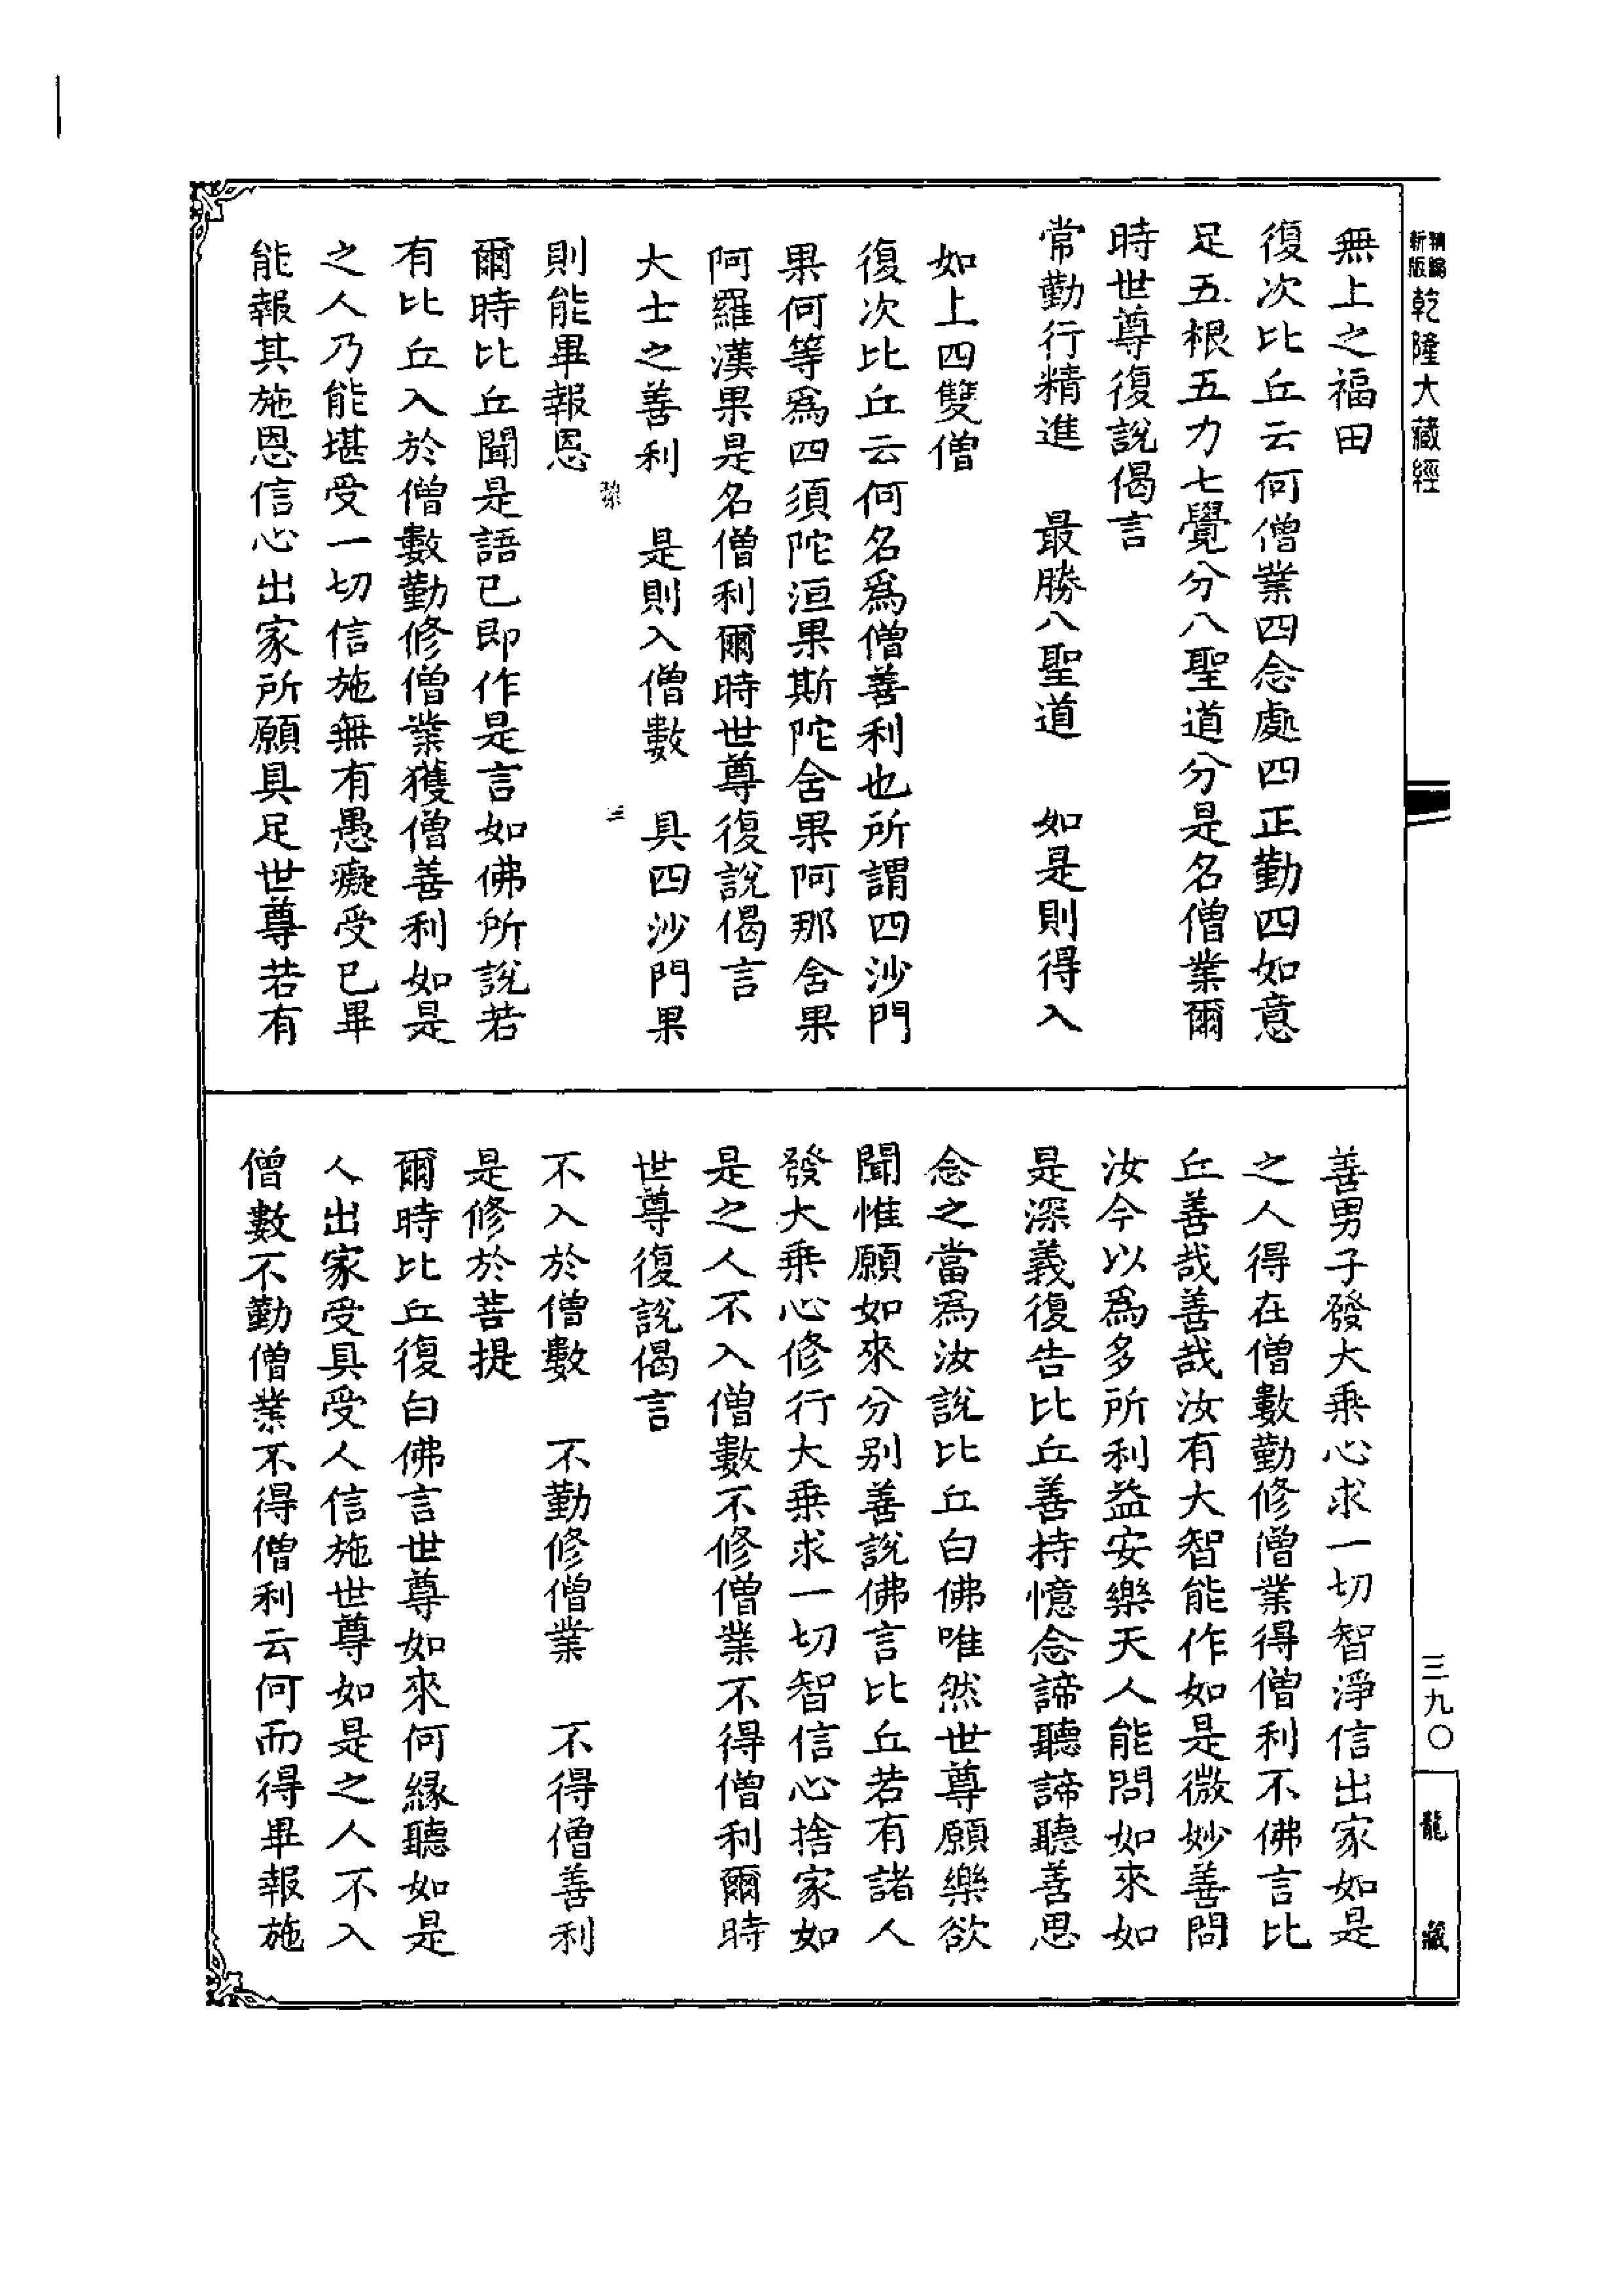 精編
新版
乾隆大藏經
無上之福田
復次比丘云何僧業四念處四正勤四如意
足五根五力七覺分八聖道分是名僧業爾
時世尊復說偈言
常勤行精進　最勝八聖道　如是則得入
如上四雙僧
復次比丘云何名爲僧善利也所謂四沙門
果何等爲四須陀洹果斯陀舍果阿那舍果
阿羅漢果是名僧利爾時世尊復說偈言
大士之善利　是則入僧數　具四沙門果
三
則能畢報恩
爾時比丘聞是語已即作是言如佛所說若
有比丘入於僧數勤修僧業獲僧善利如是
之人乃能堪受一切信施無有愚癡受已畢
能報其施恩信心出家所願具足世尊若有
善男子發大乘心求一切智淨信出家如是
之人得在僧數勤修僧業得僧利不佛言比
丘善哉善哉汝有大智能作如是微妙善問
汝今以爲多所利益安樂天人能問如來如
是深義復告比丘善持憶念諦聽諦聽善思
念之當爲汝說比丘白佛唯然世尊願樂欲
聞惟願如來分別善說佛言比丘若有諸人
發大乘心修行大乘求一切智信心捨家如
是之人不入僧數不修僧業不得僧利爾時
世尊復說偈言
不入於僧數　不勤修僧業　不得僧善利
是修於菩提
爾時比丘復白佛言世尊如來何緣聽如是
人出家受具受人信施世尊如是之人不入
僧數不勤僧業不得僧利云何而得畢報施
三九〇
龍藏